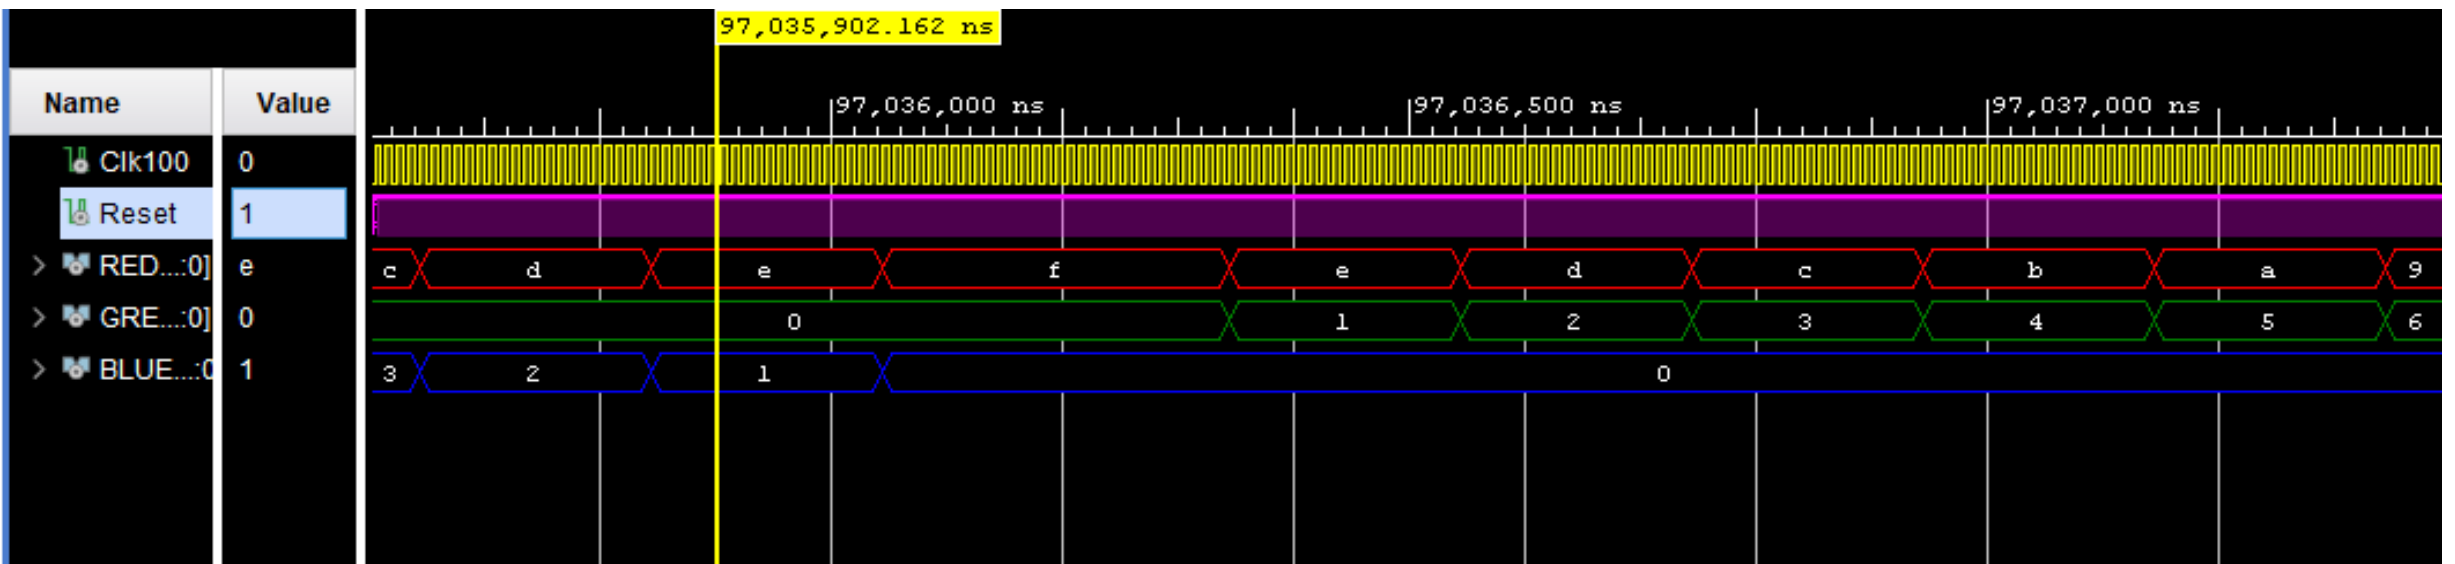 97,035,902.162 ns
Name Value 97,036,000 ns 97,036,500 ns 97,037,000 ns
Clk100 0
Reset 1
RED...:0] e c d e f e d c b a 9
GRE...:0] 0 0 1 2 3 4 5 6
BLUE...:0 1 3 2 1 0